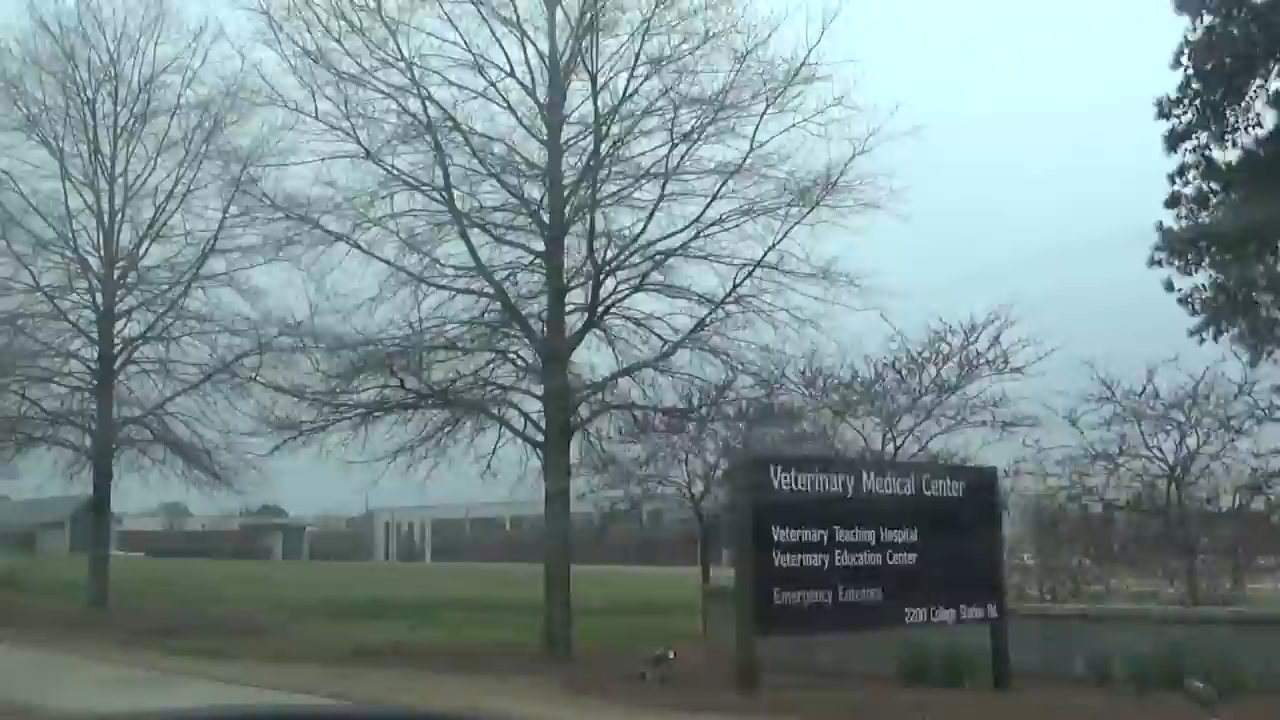 Veterinary Medical Center
Veterinary Teaching Hospital
Veterinary Education Center
Emergency Entrance
2200 College Station Rd.